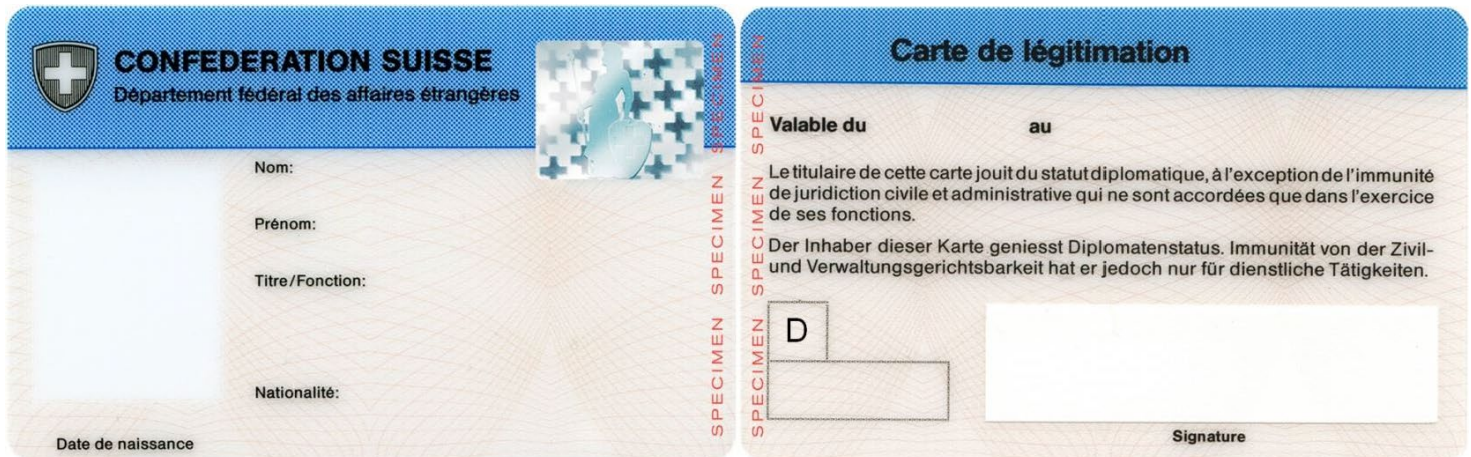 CONFEDERATION SUISSE
Département fédéral des affaires étrangères
Nom:
Prénom:
Titre/Fonction:
Nationalité:
Date de naissance
SPECIMEN SPECIMEN SPECIMEN
SPECIMEN SPECIMEN SPECIMEN
Carte de légitimation
Valable du au
Le titulaire de cette carte jouit du statut diplomatique, à l'exception de l'immunité
de juridiction civile et administrative qui ne sont accordées que dans l'exercice
de ses fonctions.
Der Inhaber dieser Karte geniesst Diplomatenstatus. Immunität von der Zivil-
und Verwaltungsgerichtsbarkeit hat er jedoch nur für dienstliche Tätigkeiten.
D
Signature